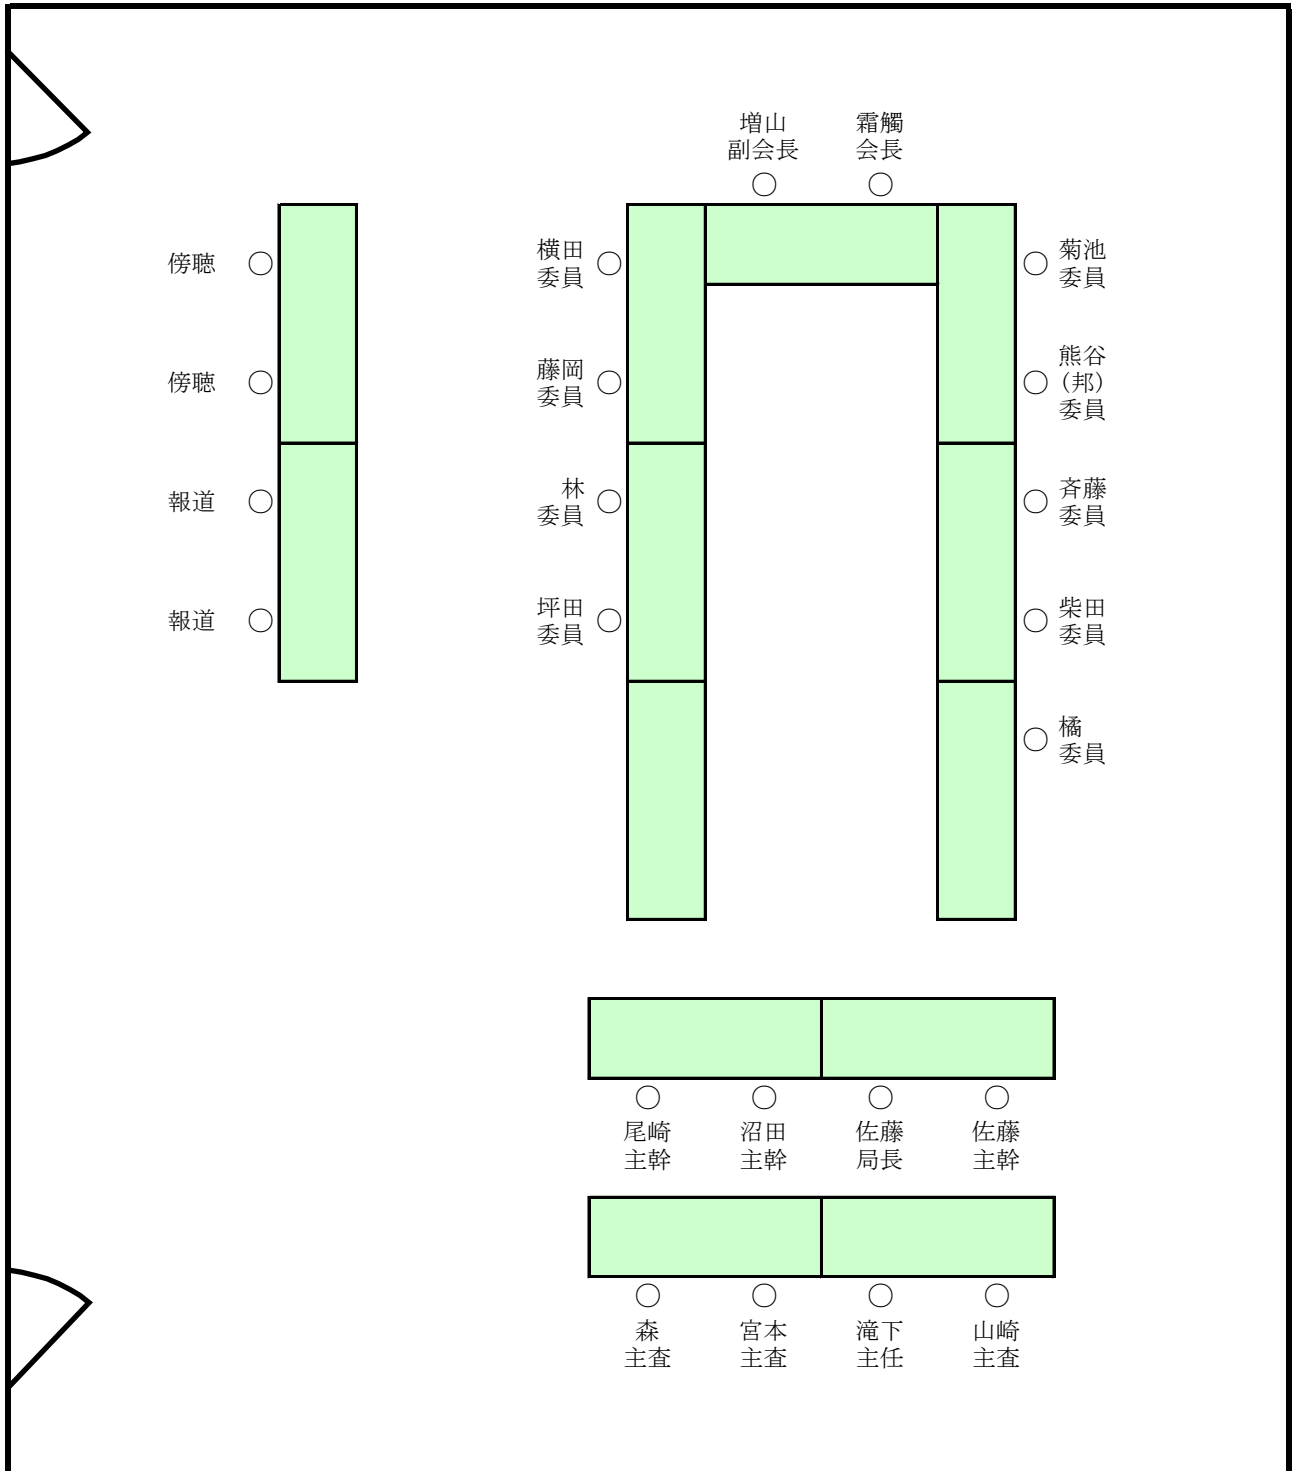 増山
副会長
霜觸
会長
傍聴
横田
委員
菊池
委員
傍聴
藤岡
委員
熊谷
（邦）
委員
報道
林
委員
斉藤
委員
報道
坪田
委員
柴田
委員
橘
委員
尾崎
主幹
沼田
主幹
佐藤
局長
佐藤
主幹
森
主査
宮本
主査
滝下
主任
山崎
主査